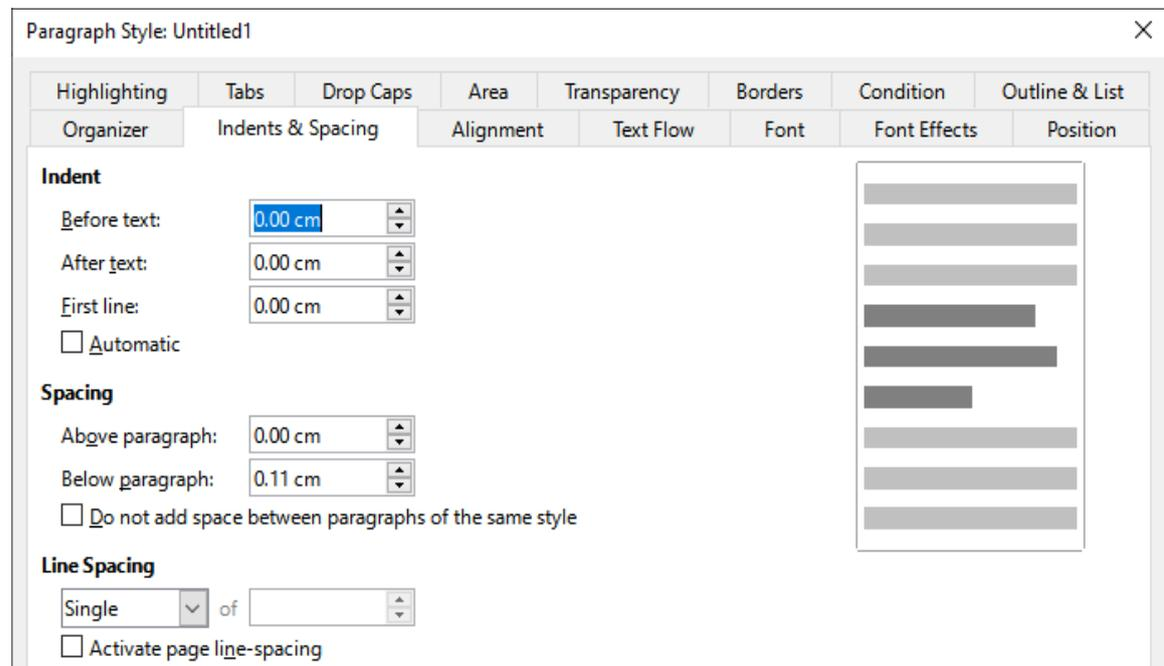 Paragraph Style: Untitled1
Highlighting Tabs Drop Caps Area Transparency Borders Condition Outline & List
Organizer Indents & Spacing Alignment Text Flow Font Font Effects Position
Indent
Before text: 0.00 cm
After text: 0.00 cm
First line: 0.00 cm
Automatic
Spacing
Above paragraph: 0.00 cm
Below paragraph: 0.11 cm
Do not add space between paragraphs of the same style
Line Spacing
Single of
Activate page line-spacing